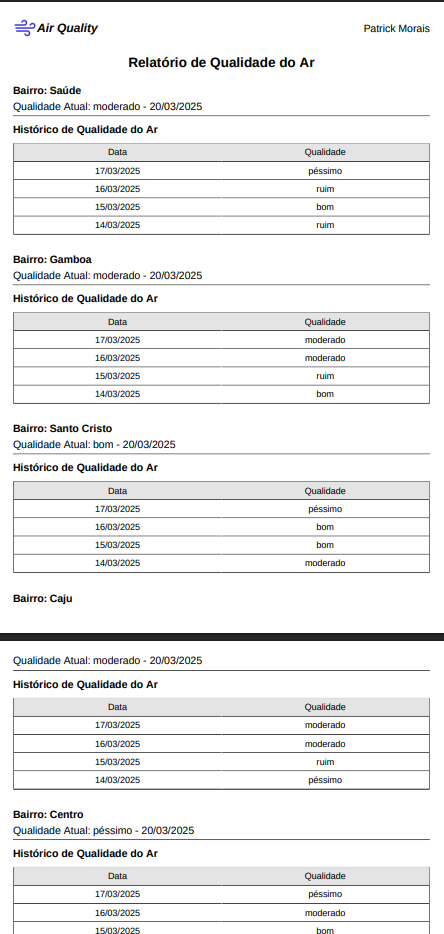 Air Quality Patrick Morais
Relatório de Qualidade do Ar
Bairro: Saúde
Qualidade Atual: moderado - 20/03/2025
Histórico de Qualidade do Ar
Data Qualidade
17/03/2025 péssimo
16/03/2025 ruim
15/03/2025 bom
14/03/2025 ruim
Bairro: Gamboa
Qualidade Atual: moderado - 20/03/2025
Histórico de Qualidade do Ar
Data Qualidade
17/03/2025 moderado
16/03/2025 moderado
15/03/2025 ruim
14/03/2025 bom
Bairro: Santo Cristo
Qualidade Atual: bom - 20/03/2025
Histórico de Qualidade do Ar
Data Qualidade
17/03/2025 péssimo
16/03/2025 bom
15/03/2025 bom
14/03/2025 moderado
Bairro: Caju
Qualidade Atual: moderado - 20/03/2025
Histórico de Qualidade do Ar
Data Qualidade
17/03/2025 moderado
16/03/2025 moderado
15/03/2025 ruim
14/03/2025 péssimo
Bairro: Centro
Qualidade Atual: péssimo - 20/03/2025
Histórico de Qualidade do Ar
Data Qualidade
17/03/2025 péssimo
16/03/2025 moderado
15/03/2025 bom